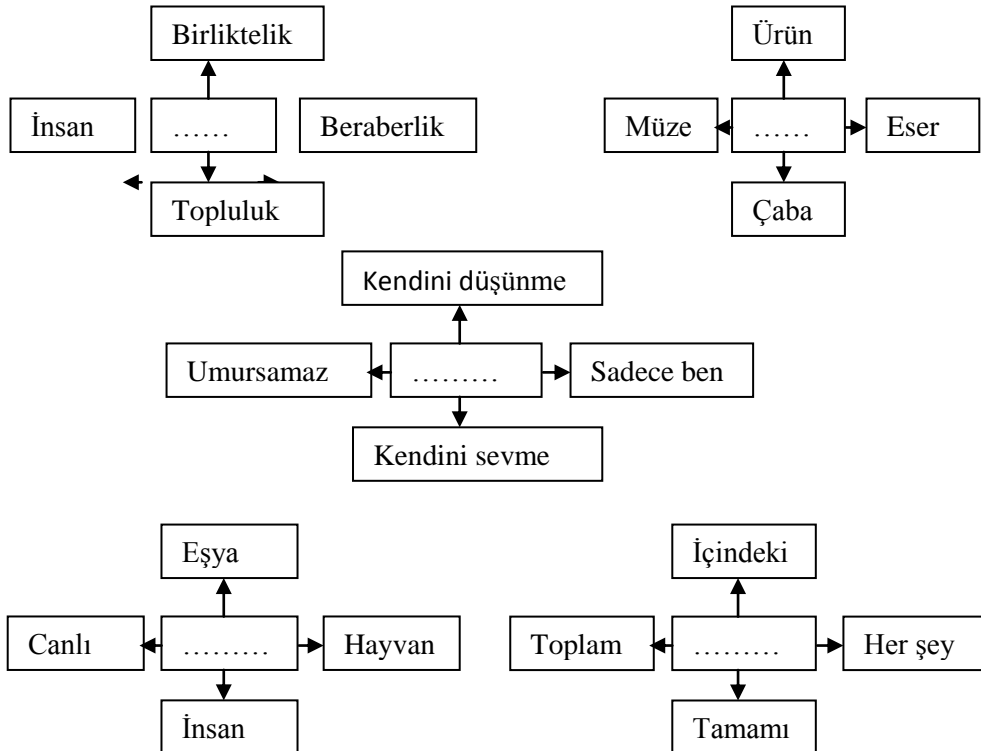 Birliktelik
İnsan
……
Beraberlik
Topluluk
Ürün
Müze
……
Eser
Çaba
Kendini düşünme
Umursamaz
………
Sadece ben
Kendini sevme
Eşya
Canlı
………
Hayvan
İnsan
İçindeki
Toplam
………
Her şey
Tamamı